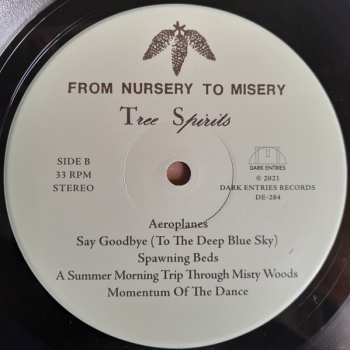 FROM NURSERY TO MISERY
Tree Spirits
SIDE B
33 RPM
STEREO
DARK ENTRIES
© 2021
DARK ENTRIES RECORDS
DE-284
Aeroplanes
Say Goodbye (To The Deep Blue Sky)
Spawning Beds
A Summer Morning Trip Through Misty Woods
Momentum Of The Dance